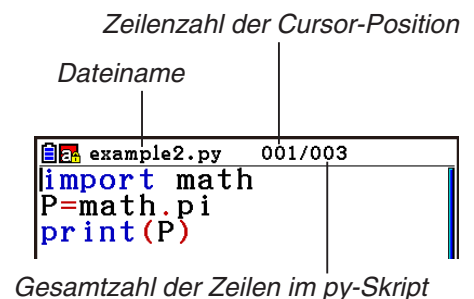 Zeilenzahl der Cursor-Position
Dateiname
example2.py 001/003
import math
P=math.pi
print(P)
Gesamtzahl der Zeilen im py-Skript